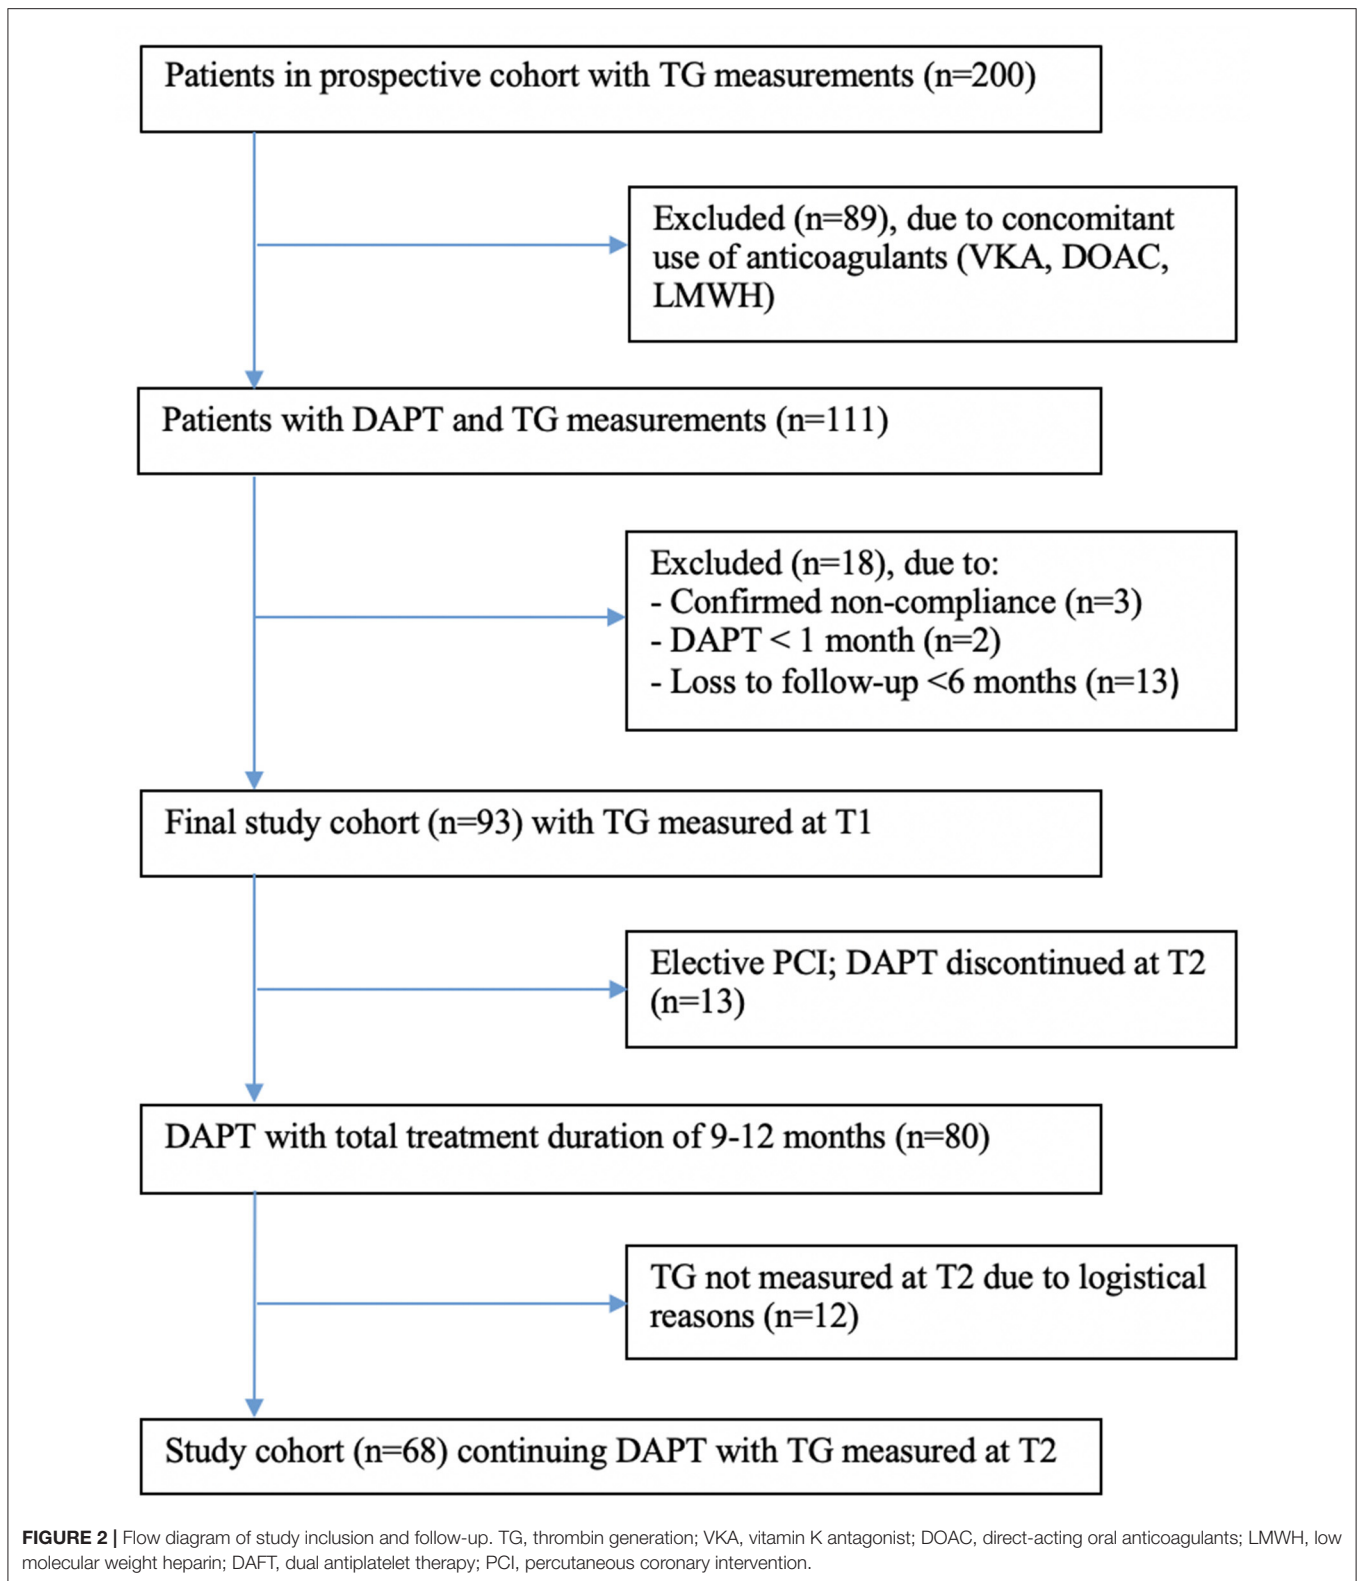 Patients in prospective cohort with TG measurements (n=200)
Excluded (n=89), due to concomitant
use of anticoagulants (VKA, DOAC,
LMWH)
Patients with DAPT and TG measurements (n=111)
Excluded (n=18), due to:
- Confirmed non-compliance (n=3)
- DAPT < 1 month (n=2)
- Loss to follow-up <6 months (n=13)
Final study cohort (n=93) with TG measured at T1
Elective PCI; DAPT discontinued at T2
(n=13)
DAPT with total treatment duration of 9-12 months (n=80)
TG not measured at T2 due to logistical
reasons (n=12)
Study cohort (n=68) continuing DAPT with TG measured at T2
FIGURE 2 | Flow diagram of study inclusion and follow-up. TG, thrombin generation; VKA, vitamin K antagonist; DOAC, direct-acting oral anticoagulants; LMWH, low
molecular weight heparin; DAFT, dual antiplatelet therapy; PCI, percutaneous coronary intervention.